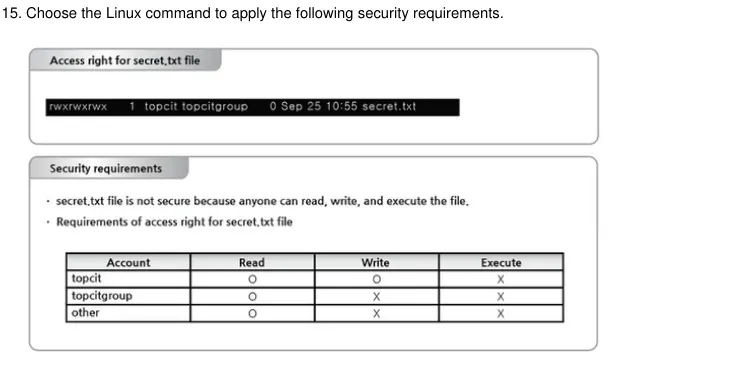 15. Choose the Linux command to apply the following security requirements.
Access right for secret.txt file
rwxrwxrwx 1 topcit topcitgroup 0 Sep 25 10:55 secret.txt
Security requirements
· secret.txt file is not secure because anyone can read, write, and execute the file.
· Requirements of access right for secret.txt file
Account Read Write Execute
topcit O O X
topcitgroup O X X
other O X X